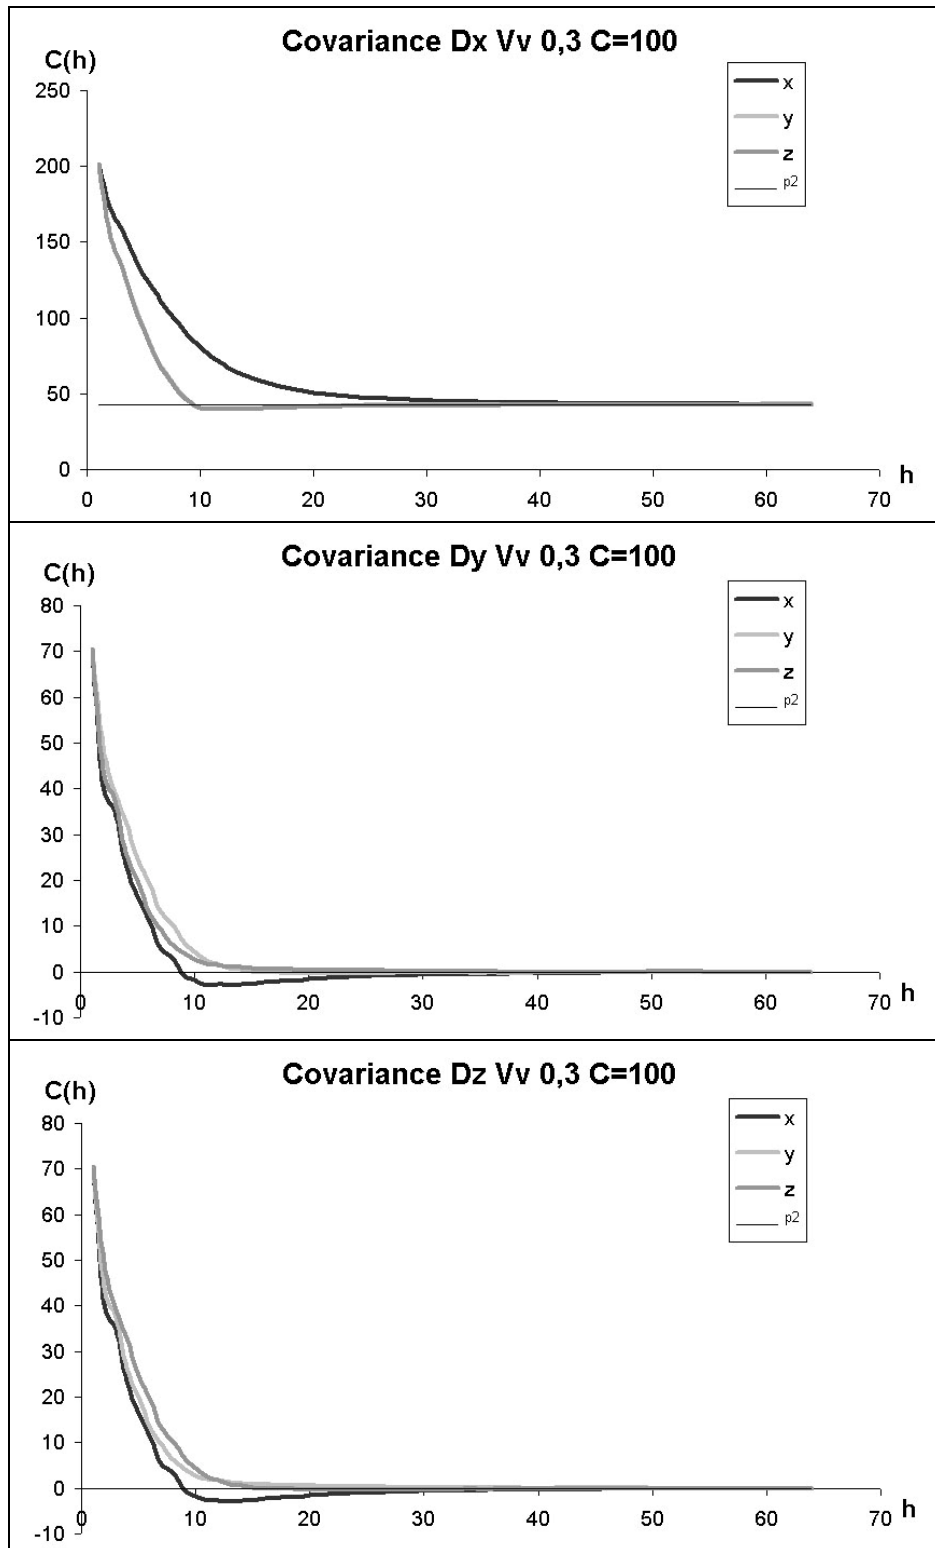 Covariance Dx Vv 0,3 C=100
C(h)
x
y
z
p2
250
200
150
100
50
0
0 10 20 30 40 50 60 70
h
Covariance Dy Vv 0,3 C=100
C(h)
x
y
z
p2
80
70
60
50
40
30
20
10
0
-10
0 10 20 30 40 50 60 70
h
Covariance Dz Vv 0,3 C=100
C(h)
x
y
z
p2
80
70
60
50
40
30
20
10
0
-10
0 10 20 30 40 50 60 70
h